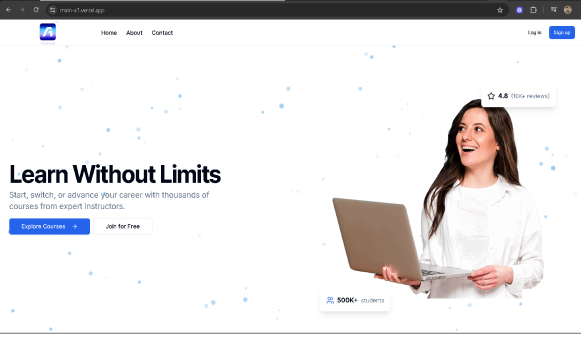 main-x1.vercel.app
Home About Contact
Log in
Sign up
4.8 (10K+ reviews)
Learn Without Limits
Start, switch, or advance your career with thousands of
courses from expert instructors.
Explore Courses →
Join for Free
500K+ students